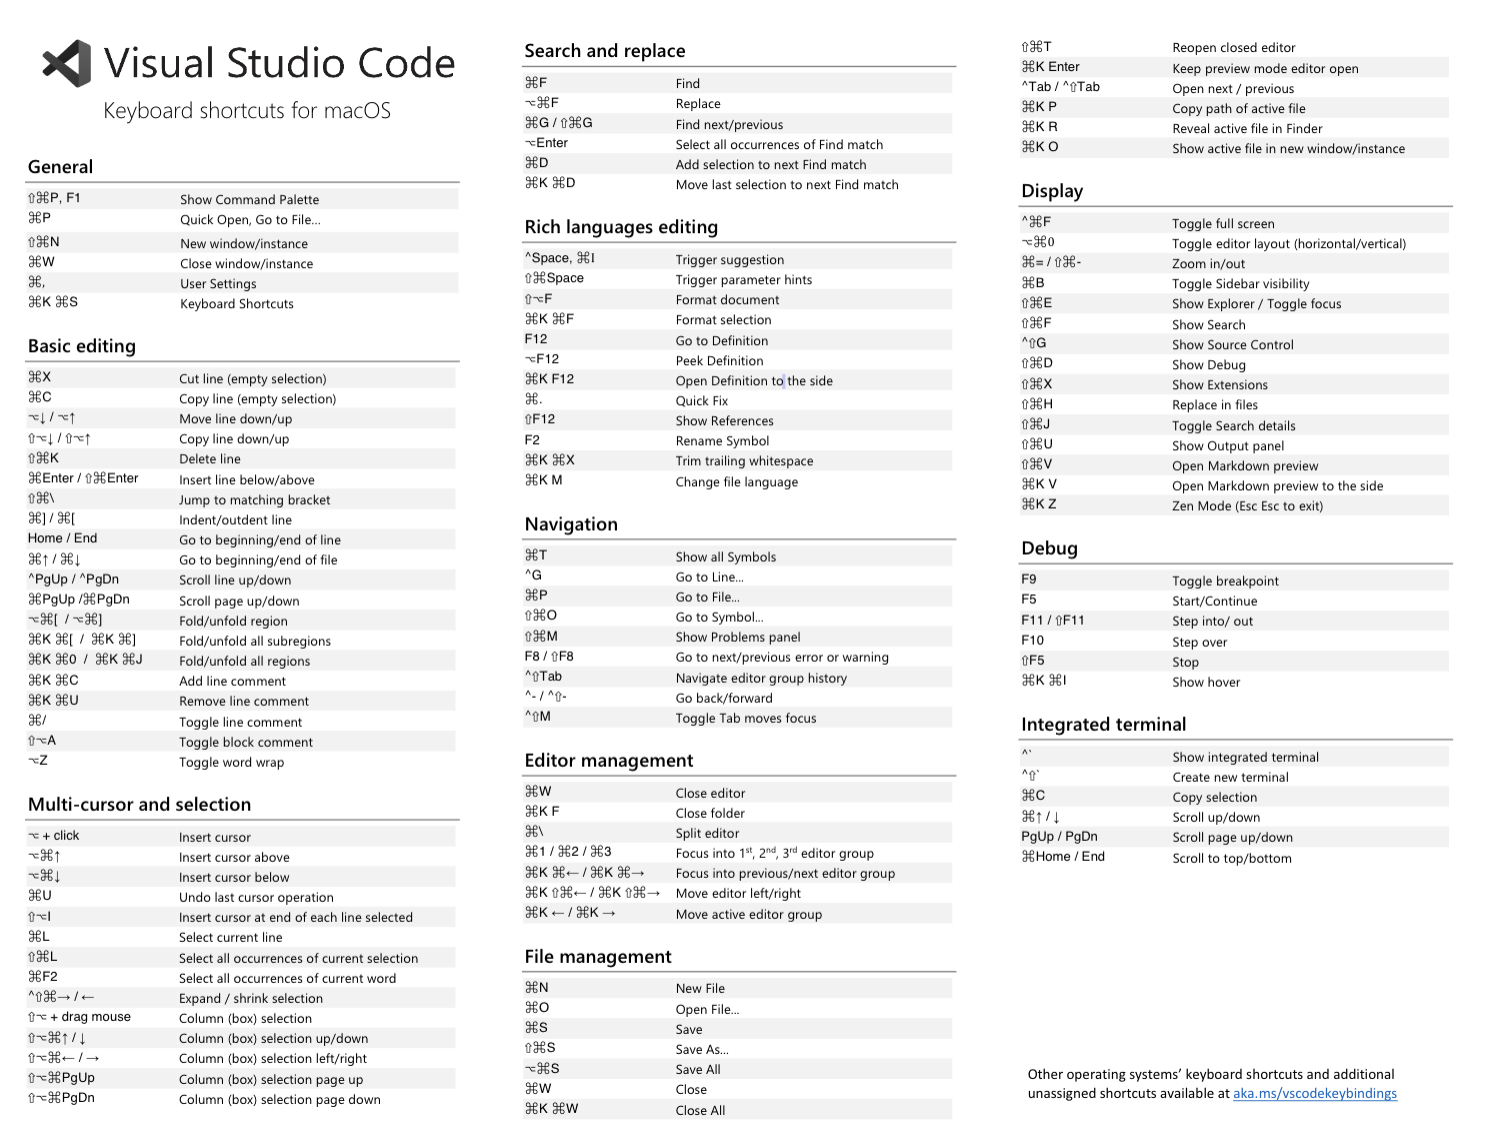 Visual Studio Code
Keyboard shortcuts for macOS
General
⇧⌘P, F1 Show Command Palette
⌘P Quick Open, Go to File...
⇧⌘N New window/instance
⌘W Close window/instance
⌘, User Settings
⌘K ⌘S Keyboard Shortcuts
Basic editing
⌘X Cut line (empty selection)
⌘C Copy line (empty selection)
⌥↓ / ⌥↑ Move line down/up
⇧⌥↓ / ⇧⌥↑ Copy line down/up
⇧⌘K Delete line
⌘Enter / ⇧⌘Enter Insert line below/above
⇧⌘\ Jump to matching bracket
⌘] / ⌘[ Indent/outdent line
Home / End Go to beginning/end of line
⌘↑ / ⌘↓ Go to beginning/end of file
^PgUp / ^PgDn Scroll line up/down
⌘PgUp /⌘PgDn Scroll page up/down
⌥⌘[ / ⌥⌘] Fold/unfold region
⌘K ⌘[ / ⌘K ⌘] Fold/unfold all subregions
⌘K ⌘0 / ⌘K ⌘J Fold/unfold all regions
⌘K ⌘C Add line comment
⌘K ⌘U Remove line comment
⌘/ Toggle line comment
⇧⌥A Toggle block comment
⌥Z Toggle word wrap
Multi-cursor and selection
⌥ + click Insert cursor
⌥⌘↑ Insert cursor above
⌥⌘↓ Insert cursor below
⌘U Undo last cursor operation
⇧⌥I Insert cursor at end of each line selected
⌘L Select current line
⇧⌘L Select all occurrences of current selection
⌘F2 Select all occurrences of current word
^⇧⌘→ / ← Expand / shrink selection
⇧⌥ + drag mouse Column (box) selection
⇧⌥⌘↑ / ↓ Column (box) selection up/down
⇧⌥⌘← / → Column (box) selection left/right
⇧⌥⌘PgUp Column (box) selection page up
⇧⌥⌘PgDn Column (box) selection page down
Search and replace
⌘F Find
⌥⌘F Replace
⌘G / ⇧⌘G Find next/previous
⌥Enter Select all occurrences of Find match
⌘D Add selection to next Find match
⌘K ⌘D Move last selection to next Find match
Rich languages editing
^Space, ⌘I Trigger suggestion
⇧⌘Space Trigger parameter hints
⇧⌥F Format document
⌘K ⌘F Format selection
F12 Go to Definition
⌥F12 Peek Definition
⌘K F12 Open Definition to the side
⌘. Quick Fix
⇧F12 Show References
F2 Rename Symbol
⌘K ⌘X Trim trailing whitespace
⌘K M Change file language
Navigation
⌘T Show all Symbols
^G Go to Line...
⌘P Go to File...
⇧⌘O Go to Symbol...
⇧⌘M Show Problems panel
F8 / ⇧F8 Go to next/previous error or warning
^⇧Tab Navigate editor group history
^- / ^⇧- Go back/forward
^⇧M Toggle Tab moves focus
Editor management
⌘W Close editor
⌘K F Close folder
⌘\ Split editor
⌘1 / ⌘2 / ⌘3 Focus into 1st, 2nd, 3rd editor group
⌘K ⌘← / ⌘K ⌘→ Focus into previous/next editor group
⌘K ⇧⌘← / ⌘K ⇧⌘→ Move editor left/right
⌘K ← / ⌘K → Move active editor group
File management
⌘N New File
⌘O Open File...
⌘S Save
⇧⌘S Save As...
⌥⌘S Save All
⌘W Close
⌘K ⌘W Close All
⇧⌘T Reopen closed editor
⌘K Enter Keep preview mode editor open
^Tab / ^⇧Tab Open next / previous
⌘K P Copy path of active file
⌘K R Reveal active file in Finder
⌘K O Show active file in new window/instance
Display
^⌘F Toggle full screen
⌥⌘0 Toggle editor layout (horizontal/vertical)
⌘= / ⇧⌘- Zoom in/out
⌘B Toggle Sidebar visibility
⇧⌘E Show Explorer / Toggle focus
⇧⌘F Show Search
^⇧G Show Source Control
⇧⌘D Show Debug
⇧⌘X Show Extensions
⇧⌘H Replace in files
⇧⌘J Toggle Search details
⇧⌘U Show Output panel
⇧⌘V Open Markdown preview
⌘K V Open Markdown preview to the side
⌘K Z Zen Mode (Esc Esc to exit)
Debug
F9 Toggle breakpoint
F5 Start/Continue
F11 / ⇧F11 Step into/ out
F10 Step over
⇧F5 Stop
⌘K ⌘I Show hover
Integrated terminal
^` Show integrated terminal
^⇧` Create new terminal
⌘C Copy selection
⌘↑ / ↓ Scroll up/down
PgUp / PgDn Scroll page up/down
⌘Home / End Scroll to top/bottom
Other operating systems’ keyboard shortcuts and additional
unassigned shortcuts available at aka.ms/vscodekeybindings